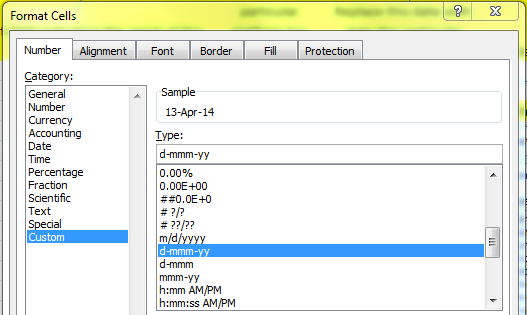 Format Cells
Number Alignment Font Border Fill Protection
Category:
General
Number
Currency
Accounting
Date
Time
Percentage
Fraction
Scientific
Text
Special
Custom
Sample
13-Apr-14
Type:
d-mmm-yy
0.00%
0.00E+00
##0.0E+0
# ?/?
# ??/??
m/d/yyyy
d-mmm-yy
d-mmm
mmm-yy
h:mm AM/PM
h:mm:ss AM/PM